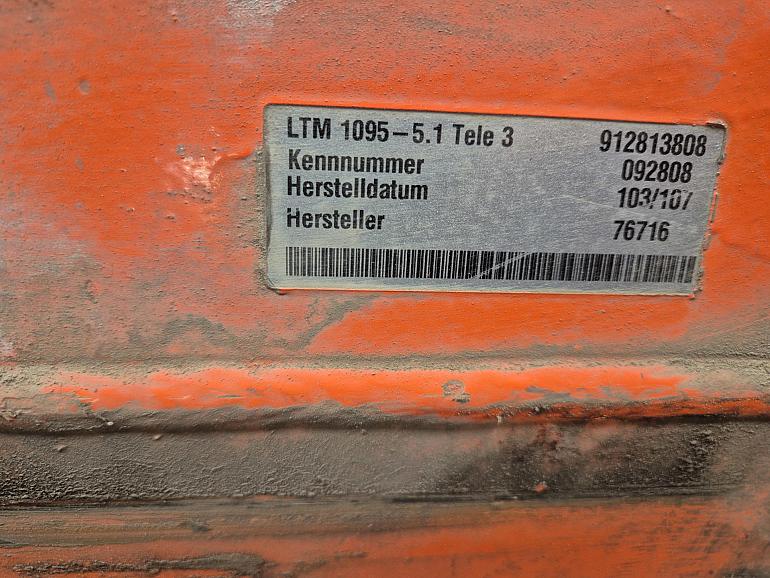 LTM 1095-5.1 Tele 3 912813808
Kennnummer 092808
Herstelldatum 103/107
Hersteller 76716